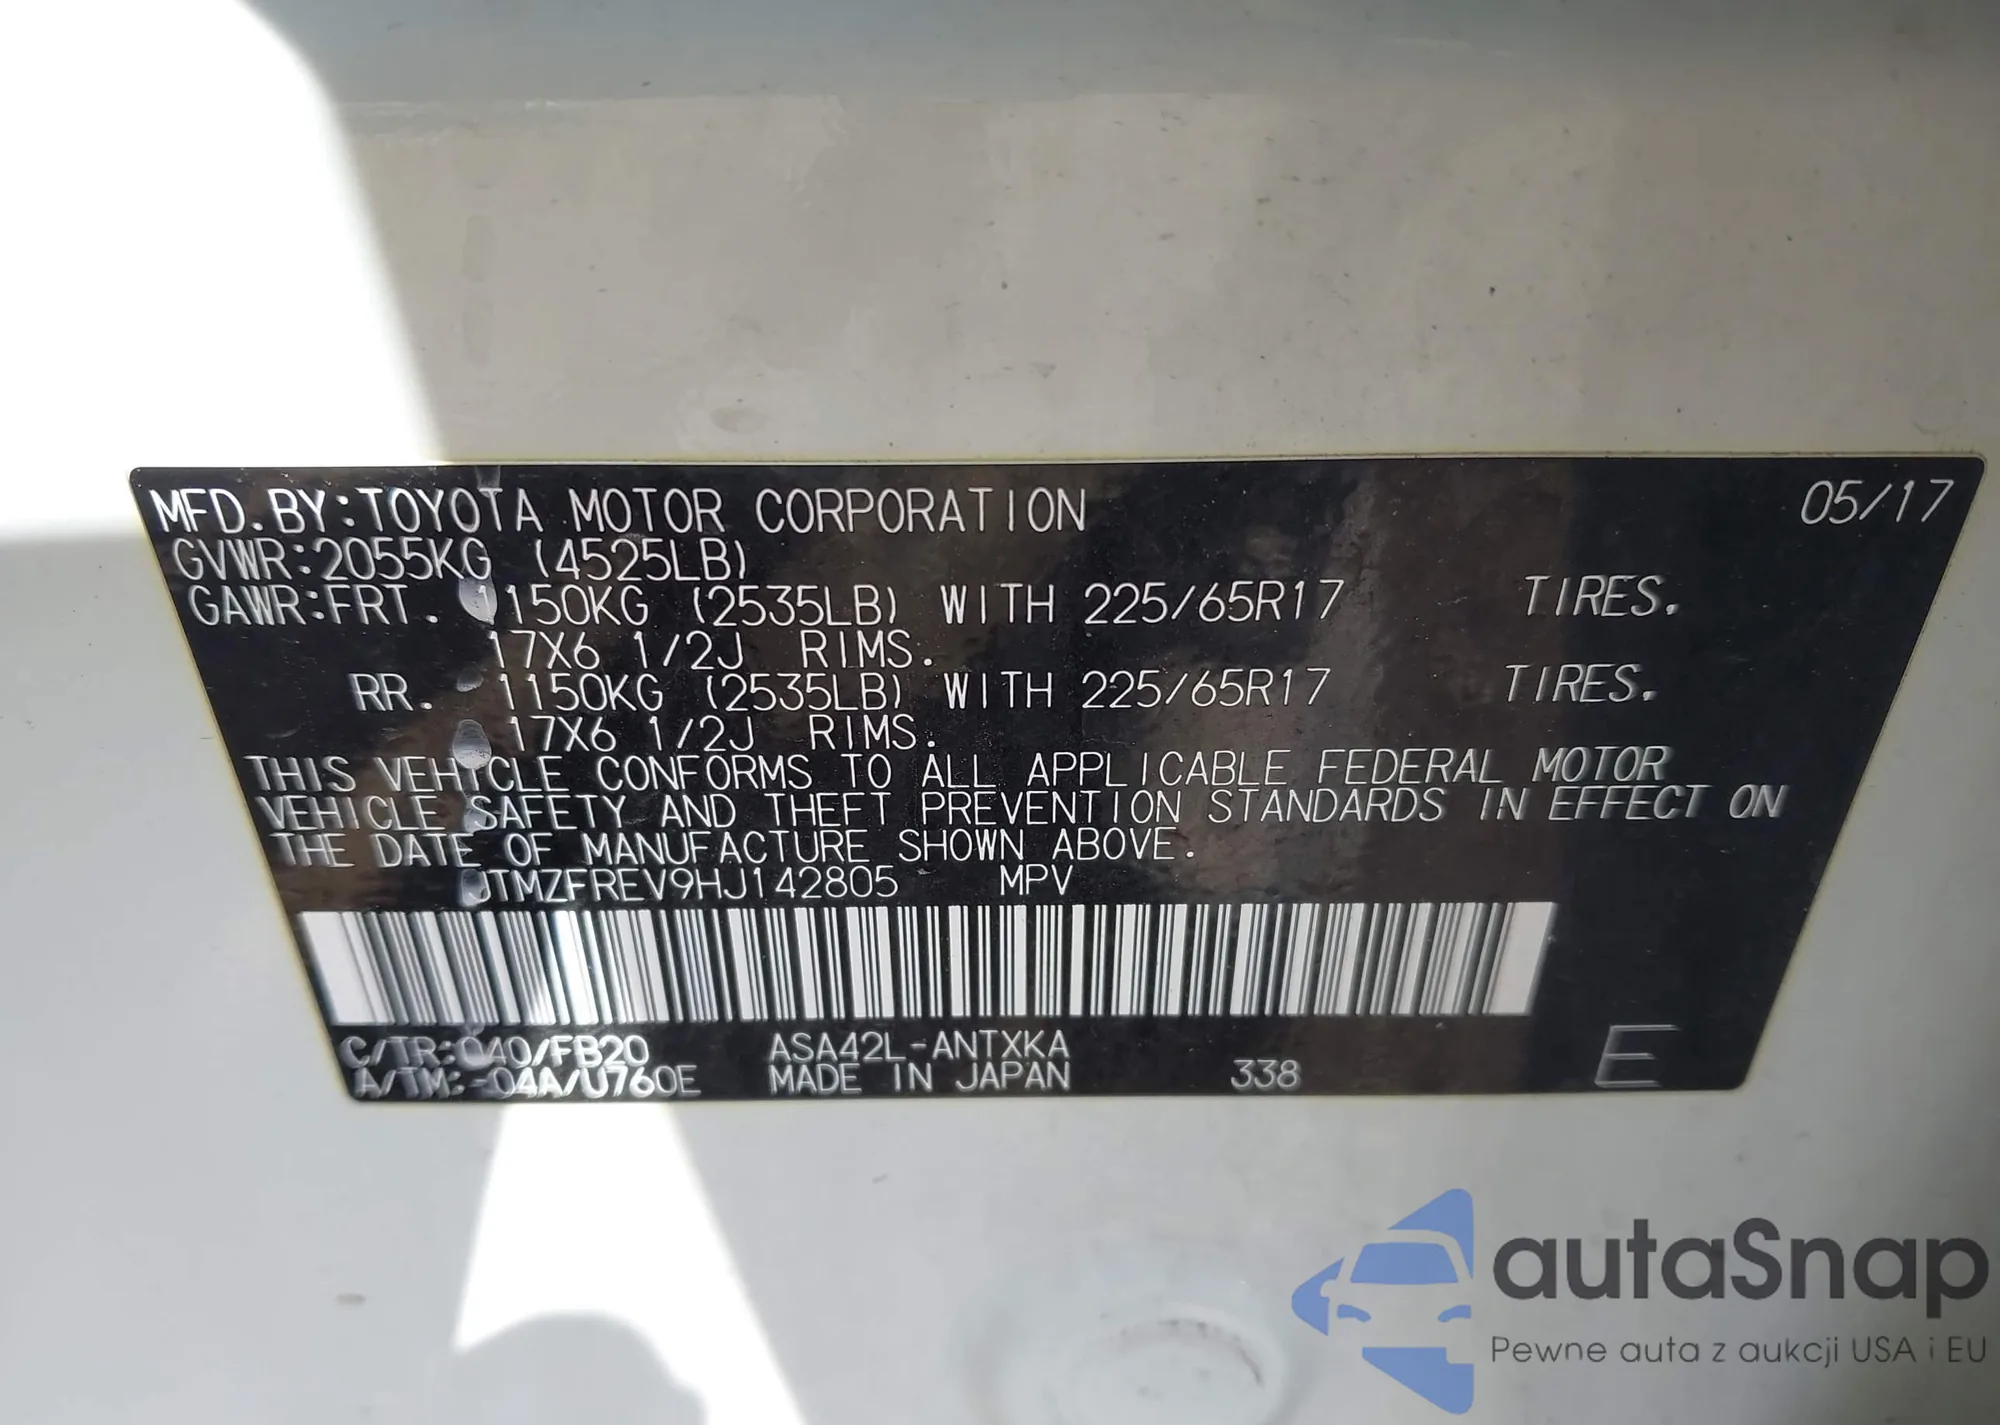 MFD.BY:TOYOTA MOTOR CORPORATION 05/17
GVWR:2055KG (4525LB)
GAWR:FRT. 1150KG (2535LB) WITH 225/65R17 TIRES.
17X6 1/2J RIMS.
RR. 1150KG (2535LB) WITH 225/65R17 TIRES.
17X6 1/2J RIMS.
THIS VEHICLE CONFORMS TO ALL APPLICABLE FEDERAL MOTOR
VEHICLE SAFETY AND THEFT PREVENTION STANDARDS IN EFFECT ON
THE DATE OF MANUFACTURE SHOWN ABOVE.
JTMZFREV9HJ142805 MPV
C/TR:040/FB20 ASA42L-ANTXKA
A/TM:-04A/U760E MADE IN JAPAN 338 E
autaSnap
Pewne auta z aukcji USA i EU